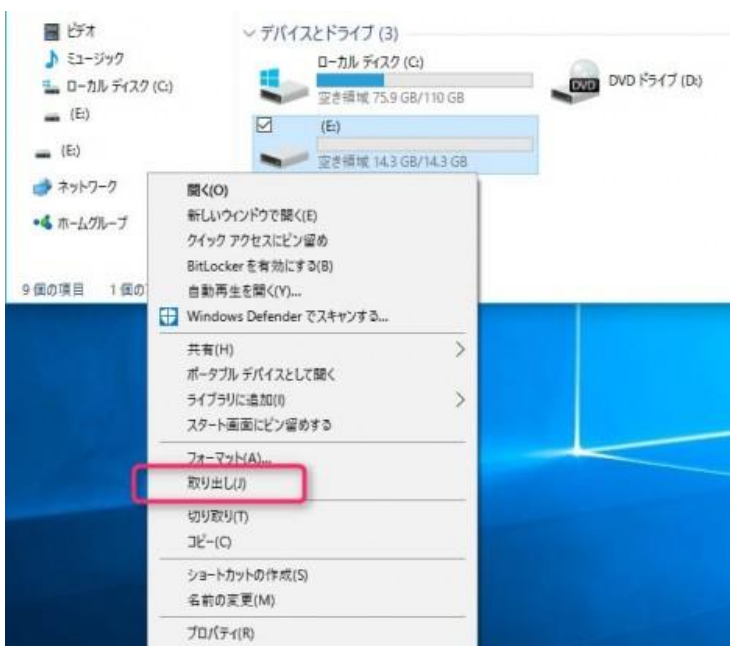 ビデオ
ミュージック
ローカル ディスク (C:)
(E:)
(E:)
ネットワーク
ホームグループ
9 個の項目 1 個の
デバイスとドライブ (3)
ローカル ディスク (C:)
空き領域 75.9 GB/110 GB
DVD
DVD ドライブ (D:)
(E:)
空き領域 14.3 GB/14.3 GB
開く(O)
新しいウィンドウで開く(E)
クイック アクセスにピン留め
BitLocker を有効にする(B)
自動再生を開く(Y)...
Windows Defender でスキャンする...
共有(H)
ポータブル デバイスとして開く
ライブラリに追加(I)
スタート画面にピン留めする
フォーマット(A)...
取り出し(J)
切り取り(T)
コピー(C)
ショートカットの作成(S)
名前の変更(M)
プロパティ(R)